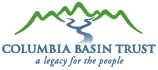 COLUMBIA BASIN TRUST
a legacy for the people